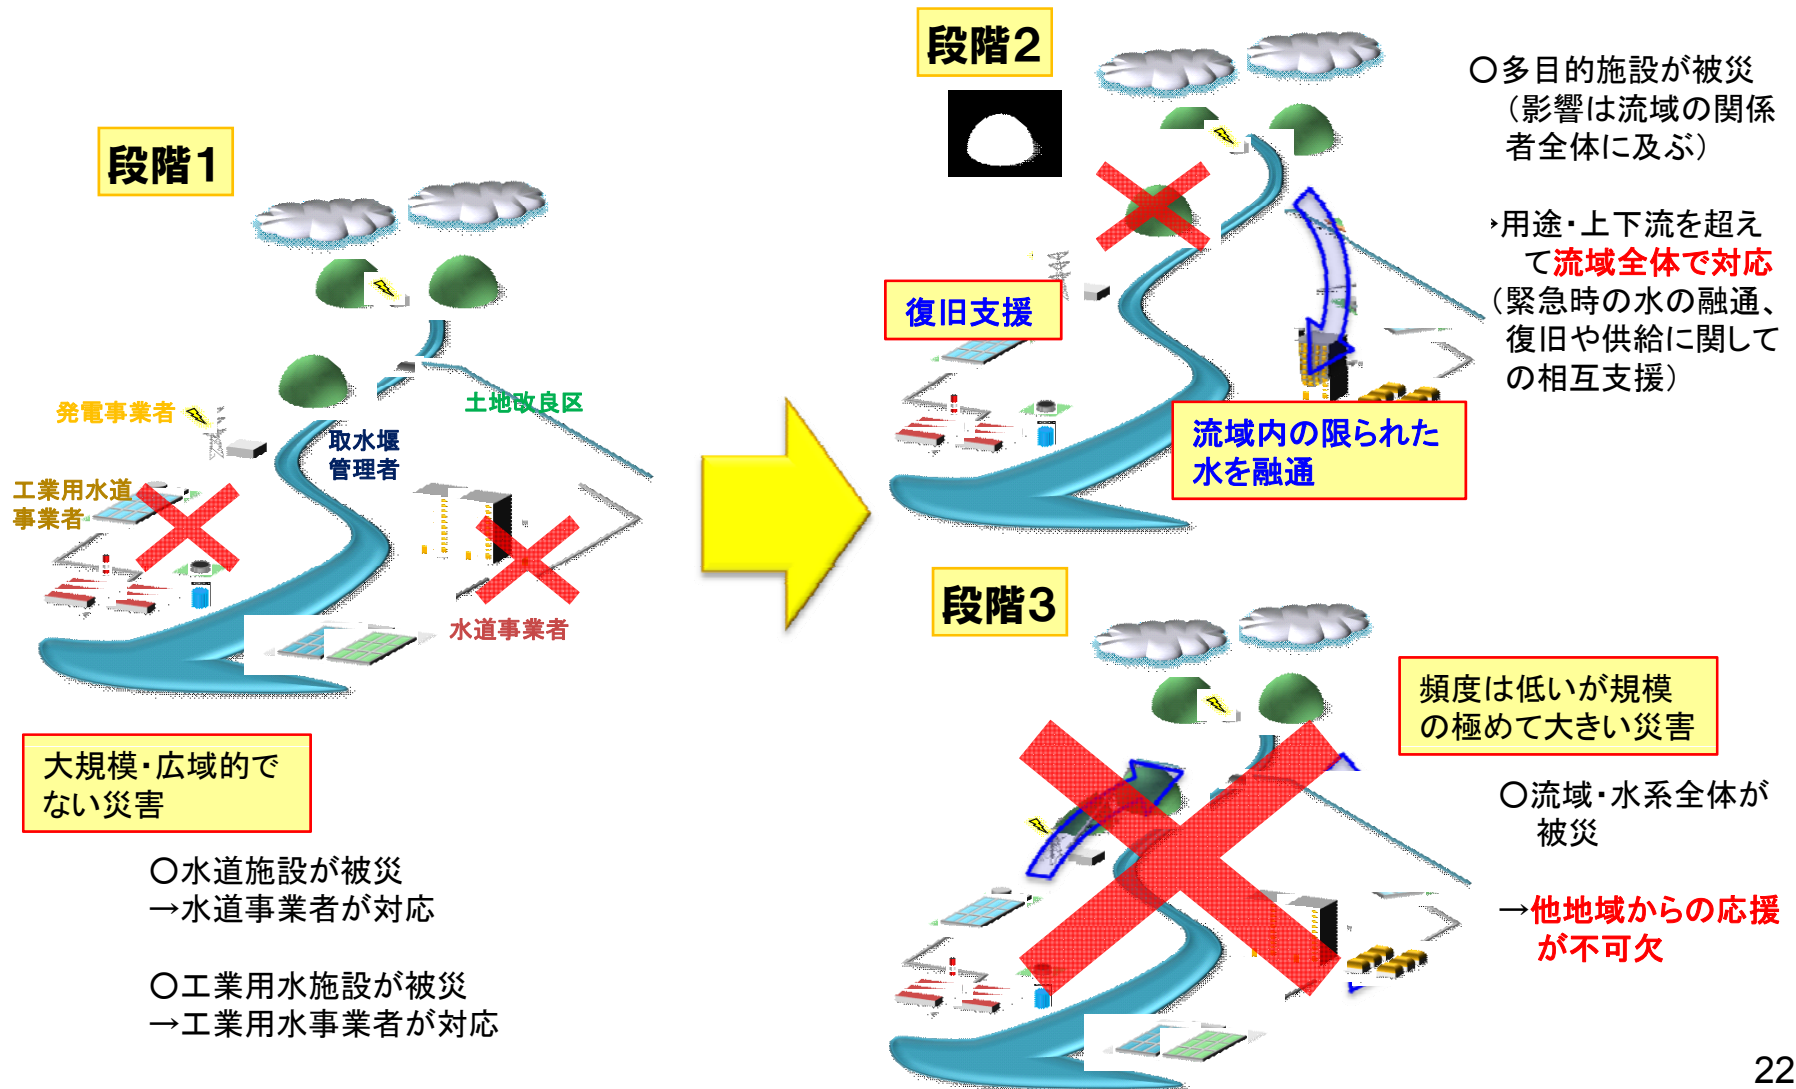 段階1
発電事業者
土地改良区
取水堰
管理者
工業用水道
事業者
水道事業者
大規模・広域的で
ない災害
○水道施設が被災
→水道事業者が対応
○工業用水施設が被災
→工業用水事業者が対応
段階2
復旧支援
流域内の限られた
水を融通
○多目的施設が被災
（影響は流域の関係
者全体に及ぶ）
→用途・上下流を超え
て流域全体で対応
（緊急時の水の融通、
復旧や供給に関して
の相互支援）
段階3
頻度は低いが規模
の極めて大きい災害
○流域・水系全体が
被災
→他地域からの応援
が不可欠
22